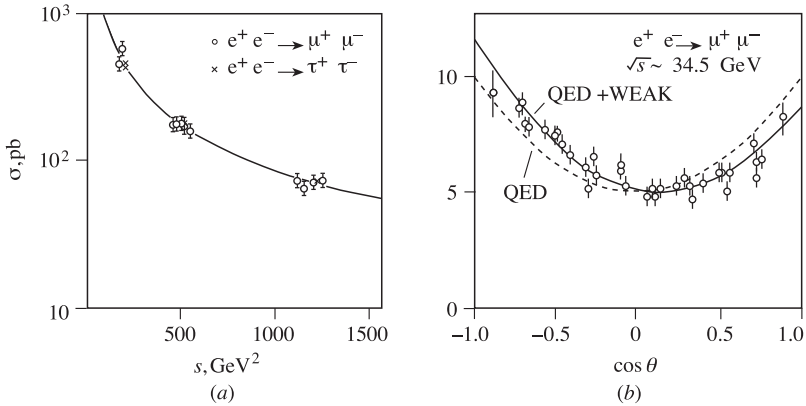 10³
10²
10
σ, pb
e⁺ e⁻ → μ⁺ μ⁻
e⁺ e⁻ → τ⁺ τ⁻
500
1000
1500
s, GeV²
(a)
10
5
0
e⁺ e⁻ → μ⁺ μ⁻
√s ~ 34.5 GeV
QED +WEAK
QED
−1.0
−0.5
0
0.5
1.0
cos θ
(b)